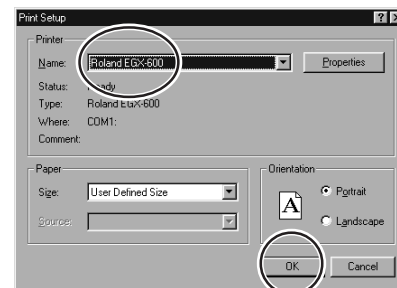 Print Setup
Printer
Name: Roland EGX-600 Properties
Status: Ready
Type: Roland EGX-600
Where: COM1:
Comment:
Paper
Size: User Defined Size
Source:
Orientation
A
Portrait
Landscape
OK Cancel